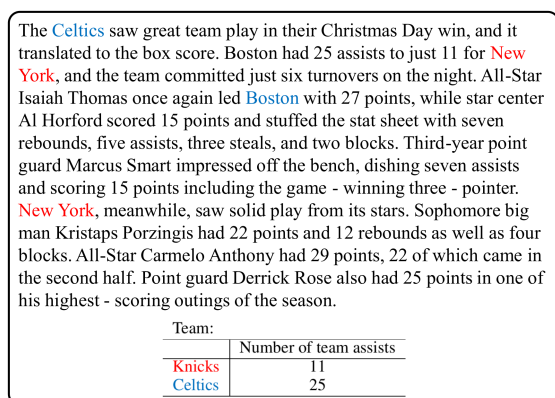 The Celtics saw great team play in their Christmas Day win, and it
translated to the box score. Boston had 25 assists to just 11 for New
York, and the team committed just six turnovers on the night. All-Star
Isaiah Thomas once again led Boston with 27 points, while star center
Al Horford scored 15 points and stuffed the stat sheet with seven
rebounds, five assists, three steals, and two blocks. Third-year point
guard Marcus Smart impressed off the bench, dishing seven assists
and scoring 15 points including the game - winning three - pointer.
New York, meanwhile, saw solid play from its stars. Sophomore big
man Kristaps Porzingis had 22 points and 12 rebounds as well as four
blocks. All-Star Carmelo Anthony had 29 points, 22 of which came in
the second half. Point guard Derrick Rose also had 25 points in one of
his highest - scoring outings of the season.
Team:
Number of team assists
Knicks 11
Celtics 25